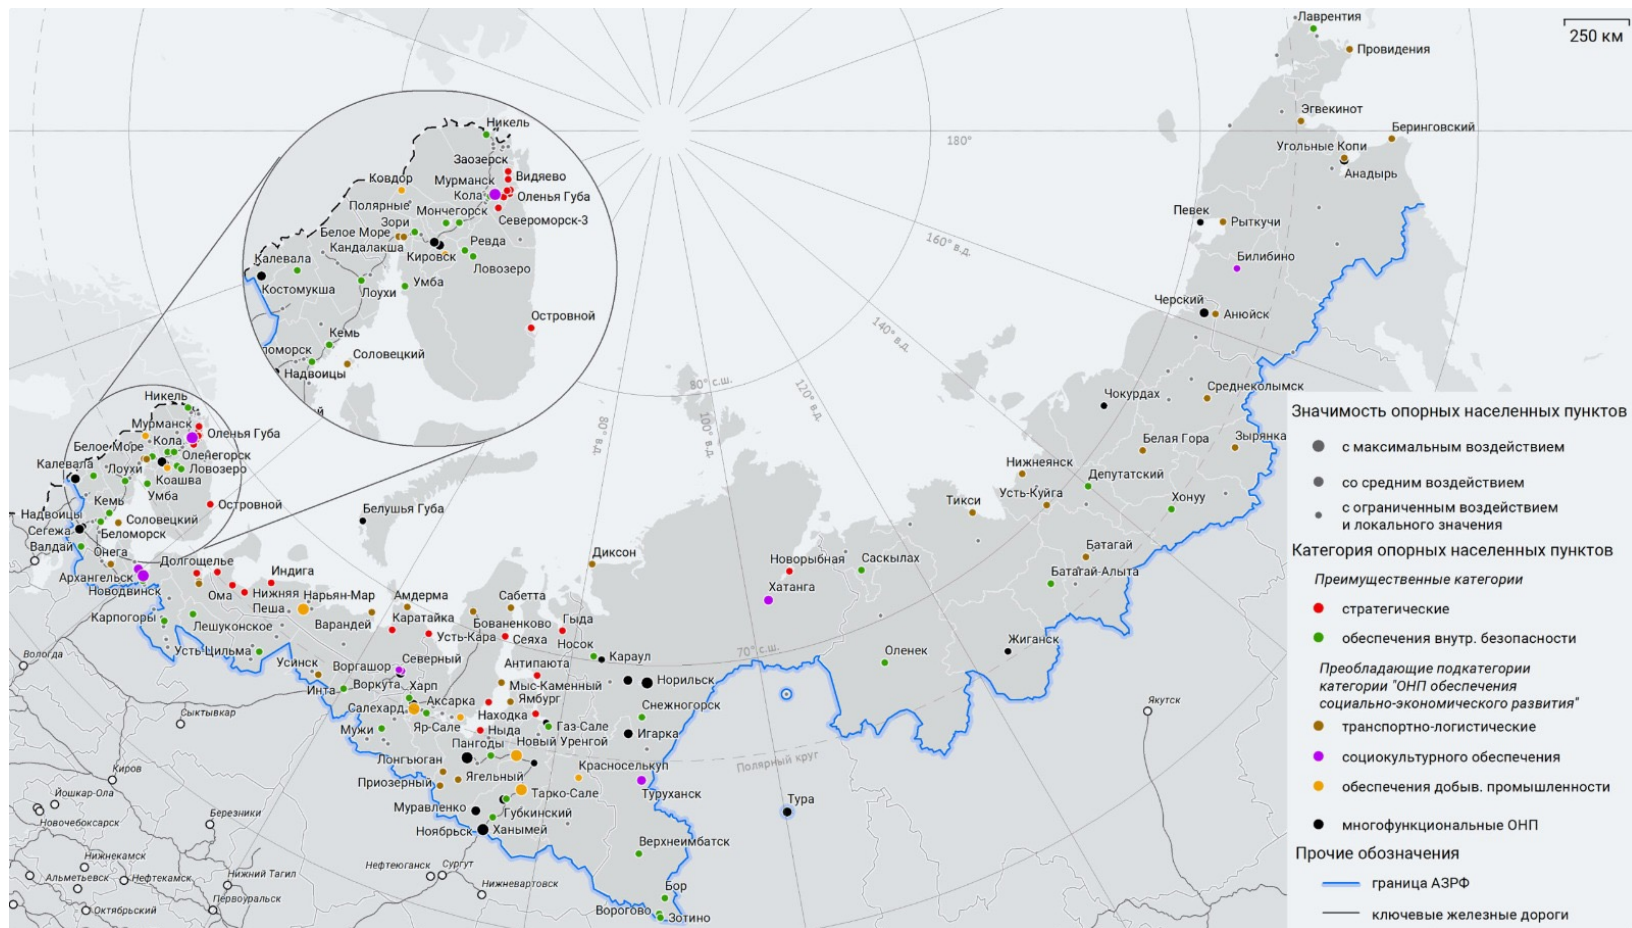 Лаврентия
250 км
Провидения
Эгвекинот
Беринговский
Угольные Копи
Анадырь
180°
Певек
Рыткучи
160° в.д.
Билибино
Черский
Анюйск
140° в.д.
120° в.д.
100° в.д.
80° в.д.
80° с.ш.
Никель
Заозерск
Ковдор
Мурманск
Видяево
Кола
Оленья Губа
Полярные
Зори
Мончегорск
Североморск-3
Белое Море
Кандалакша
Кировск
Ревда
Ловозеро
Калевала
Костомукша
Лоухи
Умба
Островной
Кемь
ломорск
Соловецкий
Надвоицы
й
Никель
Мурманск
Оленья Губа
Белое Море
Кола
Оленегорск
Калевала
Лоухи
Ловозеро
Коашва
Кемь
Умба
Островной
Надвоицы
Соловецкий
Сегежа
Беломорск
Валдай
Онега
Архангельск
Долгощелье
Новодвинск
Ома
Нижняя
Пеша
Индига
Карпогоры
Лешуконское
Нарьян-Мар
Варандей
Амдерма
Каратайка
Усть-Кара
Усть-Цильма
Усинск
Инта
Воргашор
Северный
Воркута
Белушья Губа
Диксон
Сабетта
Бованенково
Сеяха
Гыда
Носок
Караул
Антипаюта
Мыс-Каменный
Ямбург
Норильск
Харп
Салехард
Аксарка
Находка
Снежногорск
Мужи
Яр-Сале
Ныда
Газ-Сале
Игарка
Пангоды
Новый Уренгой
Лонгъюган
Ягельный
Красноселькуп
Приозерный
Тарко-Сале
Туруханск
Муравленко
Губкинский
Ноябрьск
Ханымей
Верхнеимбатск
Бор
Ворогово
Зотино
Новорыбная
Хатанга
Саскылах
70° с.ш.
Оленек
Жиганск
Полярный круг
Тура
Якутск
Тикси
Нижнеянск
Усть-Куйга
Чокурдах
Среднеколымск
Белая Гора
Зырянка
Депутатский
Хонуу
Батагай
Батагай-Алыта
Вологда
Сыктывкар
Киров
Йошкар-Ола
Новочебоксарск
Березники
Нижнекамск
Альметьевск
Нефтекамск
Нижний Тагил
Октябрьский
Первоуральск
Нефтеюганск
Сургут
Нижневартовск
Значимость опорных населенных пунктов
с максимальным воздействием
со средним воздействием
с ограниченным воздействием
и локального значения
Категория опорных населенных пунктов
Преимущественные категории
стратегические
обеспечения внутр. безопасности
Преобладающие подкатегории
категории "ОНП обеспечения
социально-экономического развития"
транспортно-логистические
социокультурного обеспечения
обеспечения добыв. промышленности
многофункциональные ОНП
Прочие обозначения
граница АЗРФ
ключевые железные дороги